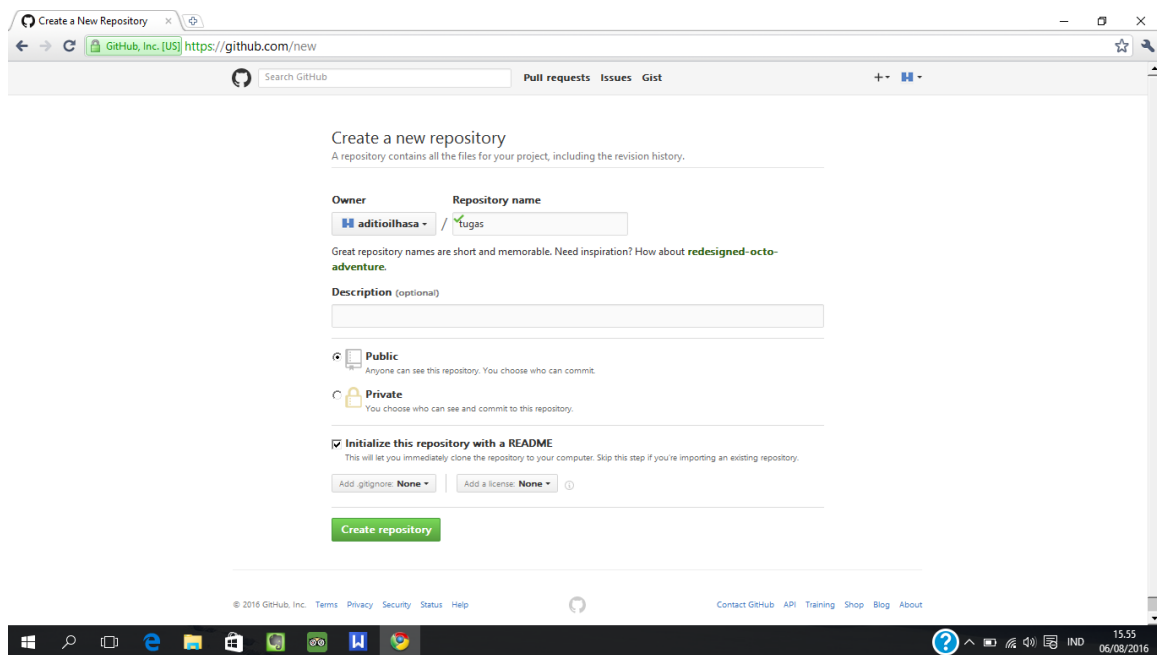 Create a New Repository
GitHub, Inc. [US] https://github.com/new
Search GitHub Pull requests Issues Gist
Create a new repository
A repository contains all the files for your project, including the revision history.
Owner Repository name
aditioilhasa / tugas
Great repository names are short and memorable. Need inspiration? How about redesigned-octo-
adventure.
Description (optional)
Public
Anyone can see this repository. You choose who can commit.
Private
You choose who can see and commit to this repository.
Initialize this repository with a README
This will let you immediately clone the repository to your computer. Skip this step if you're importing an existing repository.
Add .gitignore: None Add a license: None
Create repository
© 2016 GitHub, Inc. Terms Privacy Security Status Help Contact GitHub API Training Shop Blog About
IND 15.55
06/08/2016